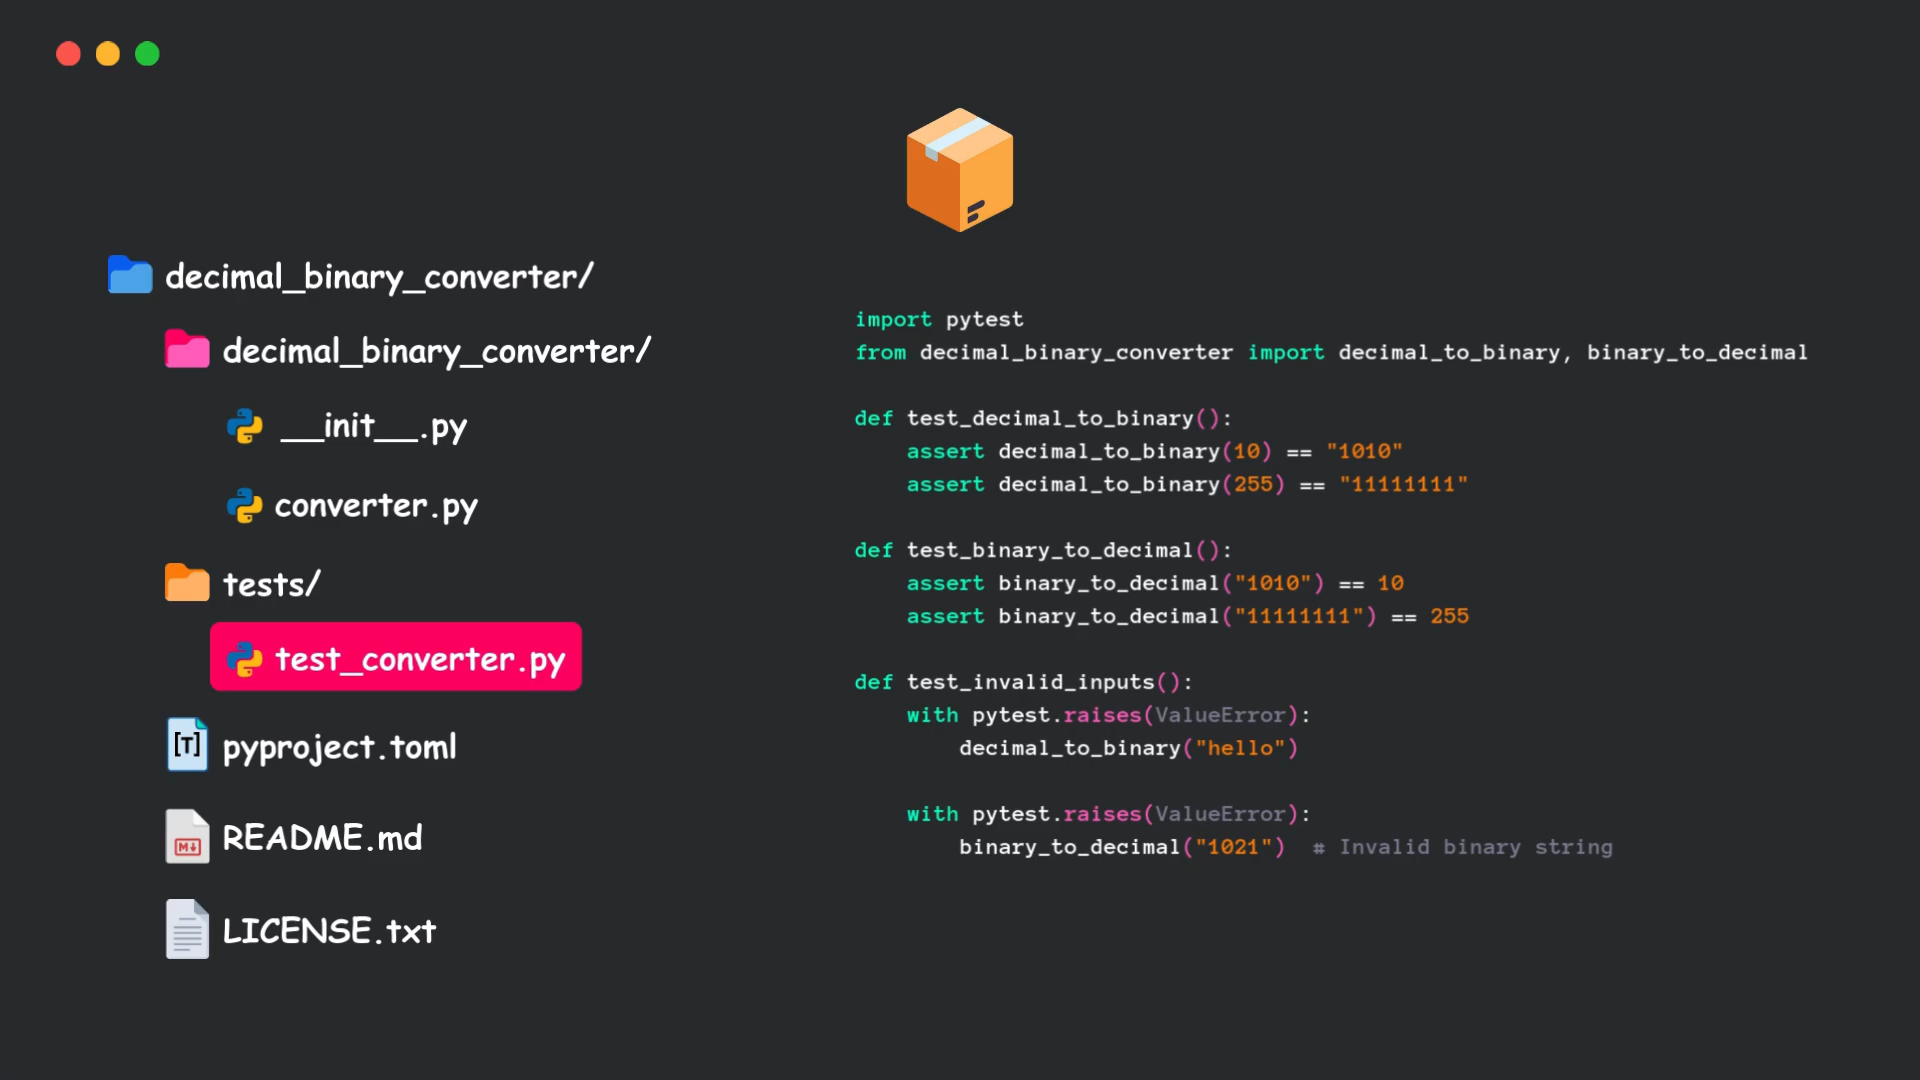 decimal_binary_converter/
decimal_binary_converter/
__init__.py
converter.py
tests/
test_converter.py
[T] pyproject.toml
M README.md
LICENSE.txt
import pytest
from decimal_binary_converter import decimal_to_binary, binary_to_decimal
def test_decimal_to_binary():
    assert decimal_to_binary(10) == "1010"
    assert decimal_to_binary(255) == "11111111"
def test_binary_to_decimal():
    assert binary_to_decimal("1010") == 10
    assert binary_to_decimal("11111111") == 255
def test_invalid_inputs():
    with pytest.raises(ValueError):
        decimal_to_binary("hello")
    with pytest.raises(ValueError):
        binary_to_decimal("1021")  # Invalid binary string